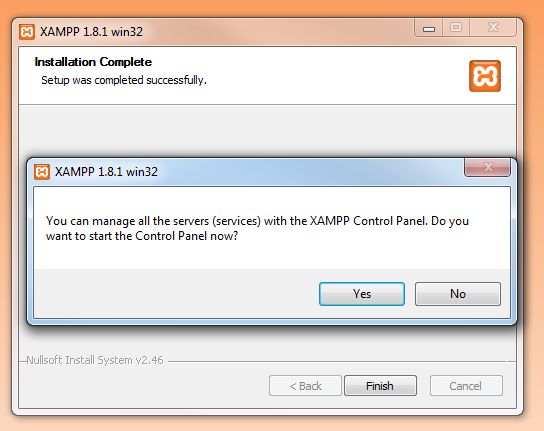 XAMPP 1.8.1 win32
Installation Complete
Setup was completed successfully.
XAMPP 1.8.1 win32
You can manage all the servers (services) with the XAMPP Control Panel. Do you
want to start the Control Panel now?
Yes No
Nullsoft Install System v2.46
< Back Finish Cancel